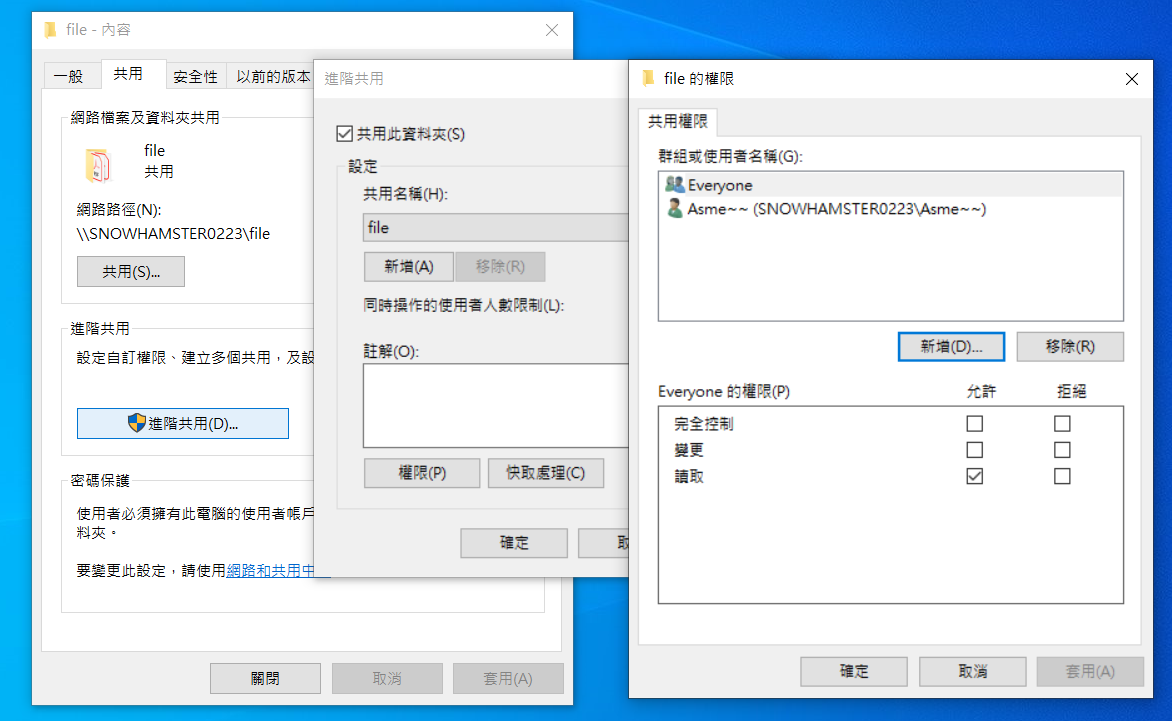 file - 內容
一般
共用
安全性
以前的版本
網路檔案及資料夾共用
file
共用
網路路徑(N):
\\SNOWHAMSTER0223\file
共用(S)...
進階共用
設定自訂權限、建立多個共用，及設
進階共用(D)...
密碼保護
使用者必須擁有此電腦的使用者帳戶
料夾。
要變更此設定，請使用網路和共用中
關閉
取消
套用(A)
進階共用
共用此資料夾(S)
設定
共用名稱(H):
file
新增(A)
移除(R)
同時操作的使用者人數限制(L):
註解(O):
權限(P)
快取處理(C)
確定
取
file 的權限
共用權限
群組或使用者名稱(G):
Everyone
Asme~~ (SNOWHAMSTER0223\Asme~~)
新增(D)...
移除(R)
Everyone 的權限(P)
允許
拒絕
完全控制
變更
讀取
確定
取消
套用(A)